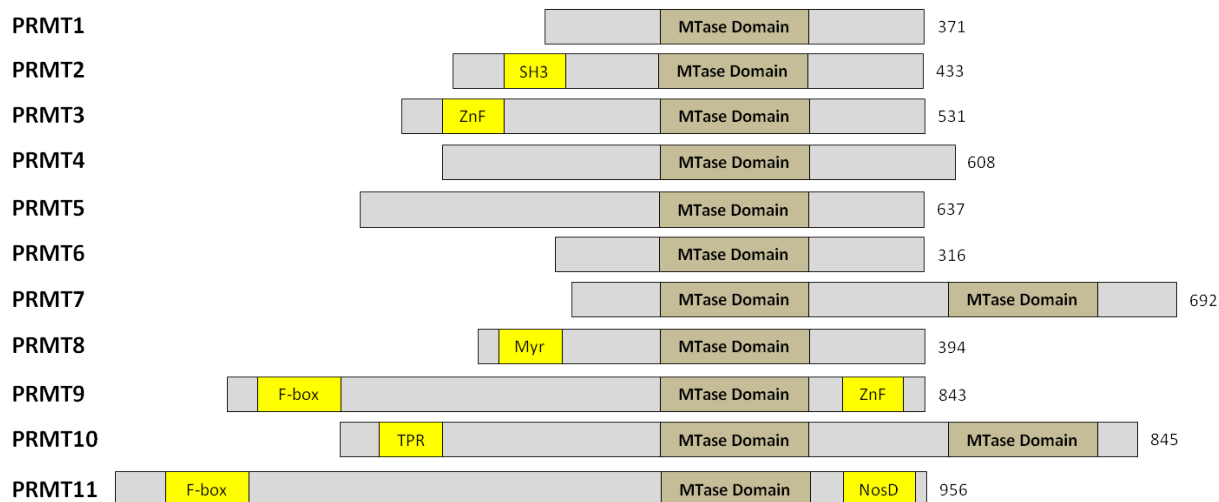 PRMT1 MTase Domain 371
PRMT2 SH3 MTase Domain 433
PRMT3 ZnF MTase Domain 531
PRMT4 MTase Domain 608
PRMT5 MTase Domain 637
PRMT6 MTase Domain 316
PRMT7 MTase Domain MTase Domain 692
PRMT8 Myr MTase Domain 394
PRMT9 F-box MTase Domain ZnF 843
PRMT10 TPR MTase Domain MTase Domain 845
PRMT11 F-box MTase Domain NosD 956